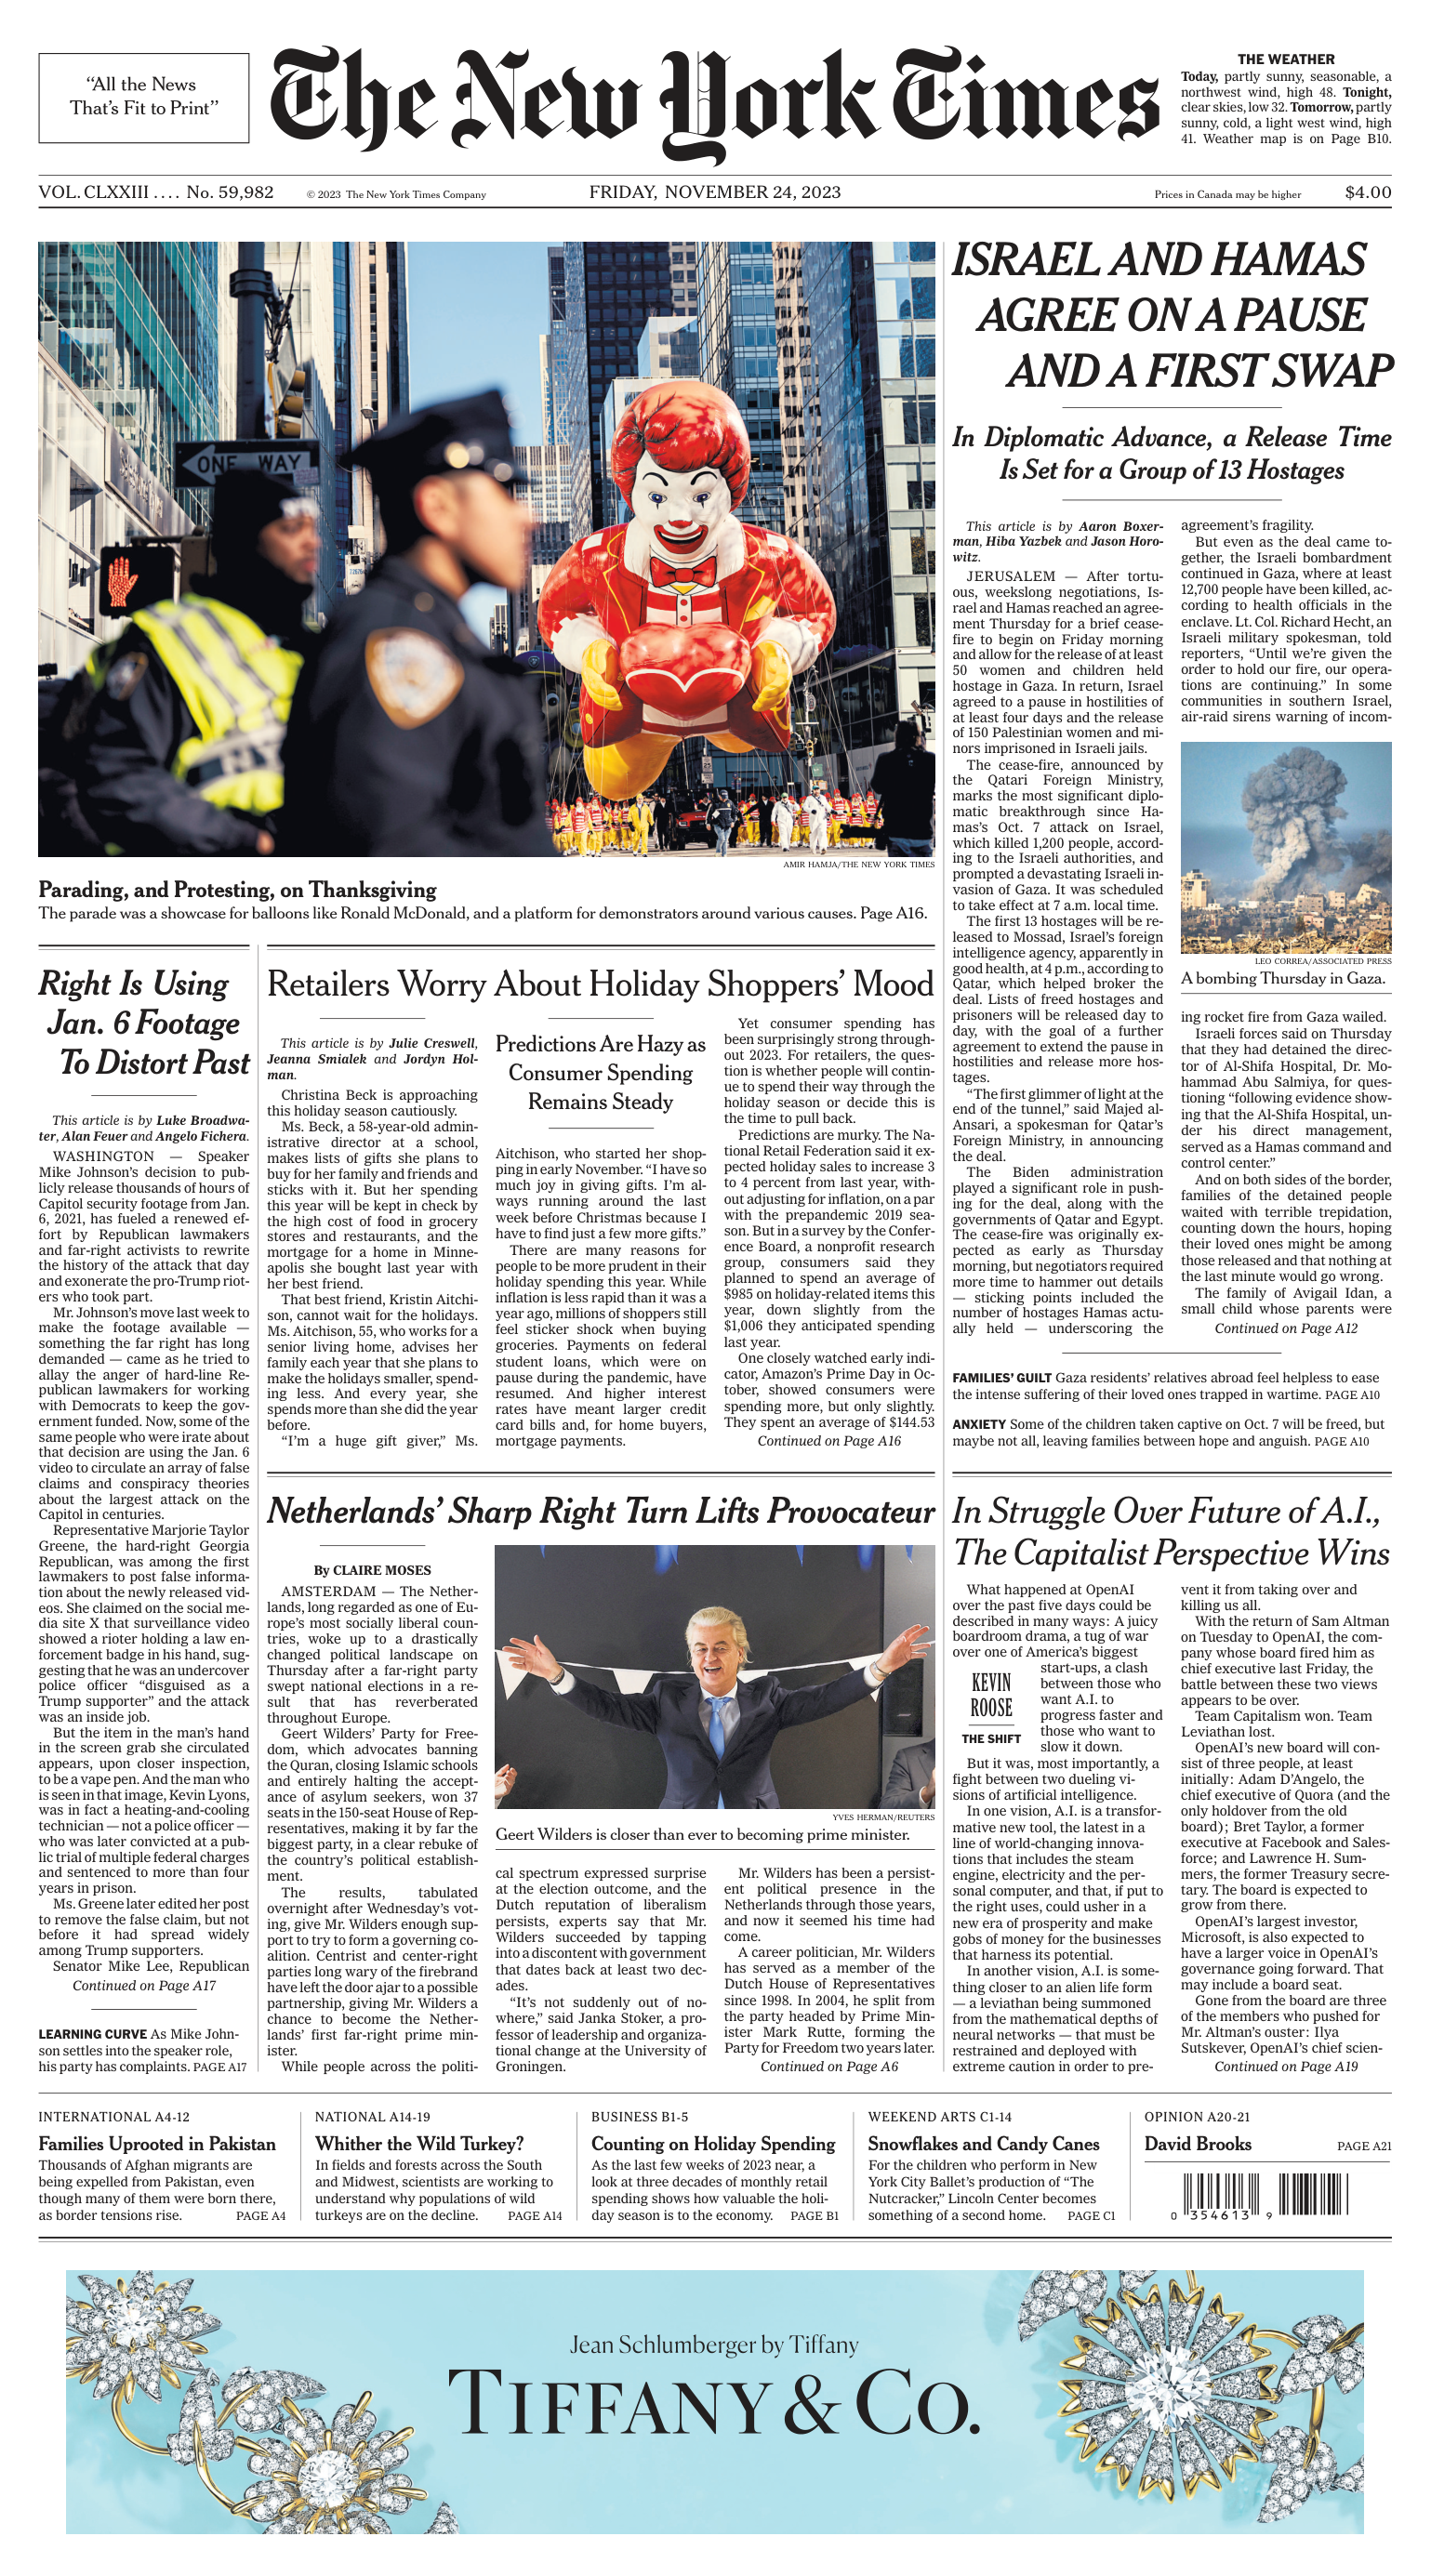 “All the News
That’s Fit to Print”
The New York Times
THE WEATHER
Today, partly sunny, seasonable, a
northwest wind, high 48. Tonight,
clear skies, low 32. Tomorrow, partly
sunny, cold, a light west wind, high
41. Weather map is on Page B10.
VOL. CLXXIII .... No. 59,982
© 2023 The New York Times Company
FRIDAY, NOVEMBER 24, 2023
Prices in Canada may be higher
$4.00
ONE WAY
AMIR HAMJA/THE NEW YORK TIMES
Parading, and Protesting, on Thanksgiving
The parade was a showcase for balloons like Ronald McDonald, and a platform for demonstrators around various causes. Page A16.
ISRAEL AND HAMAS
AGREE ON A PAUSE
AND A FIRST SWAP
In Diplomatic Advance, a Release Time
Is Set for a Group of 13 Hostages
This article is by Aaron Boxer-
man, Hiba Yazbek and Jason Horo-
witz.
JERUSALEM — After tortu-
ous, weekslong negotiations, Is-
rael and Hamas reached an agree-
ment Thursday for a brief cease-
fire to begin on Friday morning
and allow for the release of at least
50 women and children held
hostage in Gaza. In return, Israel
agreed to a pause in hostilities of
at least four days and the release
of 150 Palestinian women and mi-
nors imprisoned in Israeli jails.
The cease-fire, announced by
the Qatari Foreign Ministry,
marks the most significant diplo-
matic breakthrough since Ha-
mas’s Oct. 7 attack on Israel,
which killed 1,200 people, accord-
ing to the Israeli authorities, and
prompted a devastating Israeli in-
vasion of Gaza. It was scheduled
to take effect at 7 a.m. local time.
The first 13 hostages will be re-
leased to Mossad, Israel’s foreign
intelligence agency, apparently in
good health, at 4 p.m., according to
Qatar, which helped broker the
deal. Lists of freed hostages and
prisoners will be released day to
day, with the goal of a further
agreement to extend the pause in
hostilities and release more hos-
tages.
“The first glimmer of light at the
end of the tunnel,” said Majed al-
Ansari, a spokesman for Qatar’s
Foreign Ministry, in announcing
the deal.
The Biden administration
played a significant role in push-
ing for the deal, along with the
governments of Qatar and Egypt.
The cease-fire was originally ex-
pected as early as Thursday
morning, but negotiators required
more time to hammer out details
— sticking points included the
number of hostages Hamas actu-
ally held — underscoring the
agreement’s fragility.
But even as the deal came to-
gether, the Israeli bombardment
continued in Gaza, where at least
12,700 people have been killed, ac-
cording to health officials in the
enclave. Lt. Col. Richard Hecht, an
Israeli military spokesman, told
reporters, “Until we’re given the
order to hold our fire, our opera-
tions are continuing.” In some
communities in southern Israel,
air-raid sirens warning of incom-
LEO CORREA/ASSOCIATED PRESS
A bombing Thursday in Gaza.
ing rocket fire from Gaza wailed.
Israeli forces said on Thursday
that they had detained the direc-
tor of Al-Shifa Hospital, Dr. Mo-
hammad Abu Salmiya, for ques-
tioning “following evidence show-
ing that the Al-Shifa Hospital, un-
der his direct management,
served as a Hamas command and
control center.”
And on both sides of the border,
families of the detained people
waited with terrible trepidation,
counting down the hours, hoping
their loved ones might be among
those released and that nothing at
the last minute would go wrong.
The family of Avigail Idan, a
small child whose parents were
Continued on Page A12
FAMILIES’ GUILT Gaza residents’ relatives abroad feel helpless to ease
the intense suffering of their loved ones trapped in wartime. PAGE A10
ANXIETY Some of the children taken captive on Oct. 7 will be freed, but
maybe not all, leaving families between hope and anguish. PAGE A10
Right Is Using
Jan. 6 Footage
To Distort Past
This article is by Luke Broadwa-
ter, Alan Feuer and Angelo Fichera.
WASHINGTON — Speaker
Mike Johnson’s decision to pub-
licly release thousands of hours of
Capitol security footage from Jan.
6, 2021, has fueled a renewed ef-
fort by Republican lawmakers
and far-right activists to rewrite
the history of the attack that day
and exonerate the pro-Trump riot-
ers who took part.
Mr. Johnson’s move last week to
make the footage available —
something the far right has long
demanded — came as he tried to
allay the anger of hard-line Re-
publican lawmakers for working
with Democrats to keep the gov-
ernment funded. Now, some of the
same people who were irate about
that decision are using the Jan. 6
video to circulate an array of false
claims and conspiracy theories
about the largest attack on the
Capitol in centuries.
Representative Marjorie Taylor
Greene, the hard-right Georgia
Republican, was among the first
lawmakers to post false informa-
tion about the newly released vid-
eos. She claimed on the social me-
dia site X that surveillance video
showed a rioter holding a law en-
forcement badge in his hand, sug-
gesting that he was an undercover
police officer “disguised as a
Trump supporter” and the attack
was an inside job.
But the item in the man’s hand
in the screen grab she circulated
appears, upon closer inspection,
to be a vape pen. And the man who
is seen in that image, Kevin Lyons,
was in fact a heating-and-cooling
technician — not a police officer —
who was later convicted at a pub-
lic trial of multiple federal charges
and sentenced to more than four
years in prison.
Ms. Greene later edited her post
to remove the false claim, but not
before it had spread widely
among Trump supporters.
Senator Mike Lee, Republican
Continued on Page A17
LEARNING CURVE As Mike John-
son settles into the speaker role,
his party has complaints. PAGE A17
Retailers Worry About Holiday Shoppers’ Mood
This article is by Julie Creswell,
Jeanna Smialek and Jordyn Hol-
man.
Christina Beck is approaching
this holiday season cautiously.
Ms. Beck, a 58-year-old admin-
istrative director at a school,
makes lists of gifts she plans to
buy for her family and friends and
sticks with it. But her spending
this year will be kept in check by
the high cost of food in grocery
stores and restaurants, and the
mortgage for a home in Minne-
apolis she bought last year with
her best friend.
That best friend, Kristin Aitchi-
son, cannot wait for the holidays.
Ms. Aitchison, 55, who works for a
senior living home, advises her
family each year that she plans to
make the holidays smaller, spend-
ing less. And every year, she
spends more than she did the year
before.
“I’m a huge gift giver,” Ms.
Predictions Are Hazy as
Consumer Spending
Remains Steady
Aitchison, who started her shop-
ping in early November. “I have so
much joy in giving gifts. I’m al-
ways running around the last
week before Christmas because I
have to find just a few more gifts.”
There are many reasons for
people to be more prudent in their
holiday spending this year. While
inflation is less rapid than it was a
year ago, millions of shoppers still
feel sticker shock when buying
groceries. Payments on federal
student loans, which were on
pause during the pandemic, have
resumed. And higher interest
rates have meant larger credit
card bills and, for home buyers,
mortgage payments.
Yet consumer spending has
been surprisingly strong through-
out 2023. For retailers, the ques-
tion is whether people will contin-
ue to spend their way through the
holiday season or decide this is
the time to pull back.
Predictions are murky. The Na-
tional Retail Federation said it ex-
pected holiday sales to increase 3
to 4 percent from last year, with-
out adjusting for inflation, on a par
with the prepandemic 2019 sea-
son. But in a survey by the Confer-
ence Board, a nonprofit research
group, consumers said they
planned to spend an average of
$985 on holiday-related items this
year, down slightly from the
$1,006 they anticipated spending
last year.
One closely watched early indi-
cator, Amazon’s Prime Day in Oc-
tober, showed consumers were
spending more, but only slightly.
They spent an average of $144.53
Continued on Page A16
Netherlands’ Sharp Right Turn Lifts Provocateur
By CLAIRE MOSES
AMSTERDAM — The Nether-
lands, long regarded as one of Eu-
rope’s most socially liberal coun-
tries, woke up to a drastically
changed political landscape on
Thursday after a far-right party
swept national elections in a re-
sult that has reverberated
throughout Europe.
Geert Wilders’ Party for Free-
dom, which advocates banning
the Quran, closing Islamic schools
and entirely halting the accept-
ance of asylum seekers, won 37
seats in the 150-seat House of Rep-
resentatives, making it by far the
biggest party, in a clear rebuke of
the country’s political establish-
ment.
The results, tabulated
overnight after Wednesday’s vot-
ing, give Mr. Wilders enough sup-
port to try to form a governing co-
alition. Centrist and center-right
parties long wary of the firebrand
have left the door ajar to a possible
partnership, giving Mr. Wilders a
chance to become the Nether-
lands’ first far-right prime min-
ister.
While people across the politi-
YVES HERMAN/REUTERS
Geert Wilders is closer than ever to becoming prime minister.
cal spectrum expressed surprise
at the election outcome, and the
Dutch reputation of liberalism
persists, experts say that Mr.
Wilders succeeded by tapping
into a discontent with government
that dates back at least two dec-
ades.
“It’s not suddenly out of no-
where,” said Janka Stoker, a pro-
fessor of leadership and organiza-
tional change at the University of
Groningen.
Mr. Wilders has been a persist-
ent political presence in the
Netherlands through those years,
and now it seemed his time had
come.
A career politician, Mr. Wilders
has served as a member of the
Dutch House of Representatives
since 1998. In 2004, he split from
the party headed by Prime Min-
ister Mark Rutte, forming the
Party for Freedom two years later.
Continued on Page A6
In Struggle Over Future of A.I.,
The Capitalist Perspective Wins
What happened at OpenAI
over the past five days could be
described in many ways: A juicy
boardroom drama, a tug of war
over one of America’s biggest
start-ups, a clash
between those who
want A.I. to
progress faster and
those who want to
slow it down.
KEVIN
ROOSE
THE SHIFT
But it was, most importantly, a
fight between two dueling vi-
sions of artificial intelligence.
In one vision, A.I. is a transfor-
mative new tool, the latest in a
line of world-changing innova-
tions that includes the steam
engine, electricity and the per-
sonal computer, and that, if put to
the right uses, could usher in a
new era of prosperity and make
gobs of money for the businesses
that harness its potential.
In another vision, A.I. is some-
thing closer to an alien life form
— a leviathan being summoned
from the mathematical depths of
neural networks — that must be
restrained and deployed with
extreme caution in order to pre-
vent it from taking over and
killing us all.
With the return of Sam Altman
on Tuesday to OpenAI, the com-
pany whose board fired him as
chief executive last Friday, the
battle between these two views
appears to be over.
Team Capitalism won. Team
Leviathan lost.
OpenAI’s new board will con-
sist of three people, at least
initially: Adam D’Angelo, the
chief executive of Quora (and the
only holdover from the old
board); Bret Taylor, a former
executive at Facebook and Sales-
force; and Lawrence H. Sum-
mers, the former Treasury secre-
tary. The board is expected to
grow from there.
OpenAI’s largest investor,
Microsoft, is also expected to
have a larger voice in OpenAI’s
governance going forward. That
may include a board seat.
Gone from the board are three
of the members who pushed for
Mr. Altman’s ouster: Ilya
Sutskever, OpenAI’s chief scien-
Continued on Page A19
INTERNATIONAL A4-12
Families Uprooted in Pakistan
Thousands of Afghan migrants are
being expelled from Pakistan, even
though many of them were born there,
as border tensions rise. PAGE A4
NATIONAL A14-19
Whither the Wild Turkey?
In fields and forests across the South
and Midwest, scientists are working to
understand why populations of wild
turkeys are on the decline. PAGE A14
BUSINESS B1-5
Counting on Holiday Spending
As the last few weeks of 2023 near, a
look at three decades of monthly retail
spending shows how valuable the holi-
day season is to the economy. PAGE B1
WEEKEND ARTS C1-14
Snowflakes and Candy Canes
For the children who perform in New
York City Ballet’s production of “The
Nutcracker,” Lincoln Center becomes
something of a second home. PAGE C1
OPINION A20-21
David Brooks PAGE A21
0 354613 9
Jean Schlumberger by Tiffany
TIFFANY & CO.